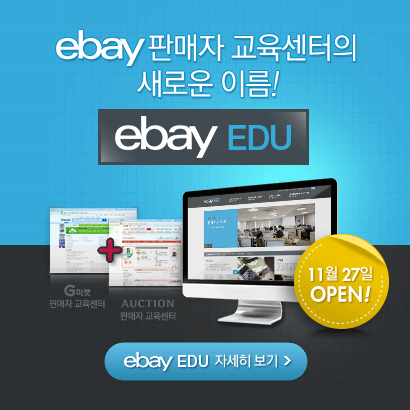 ebay 판매자 교육센터의
새로운 이름!
ebay EDU
G마켓
판매자 교육센터
AUCTION
판매자 교육센터
11월 27일
OPEN!
ebay EDU 자세히 보기 >